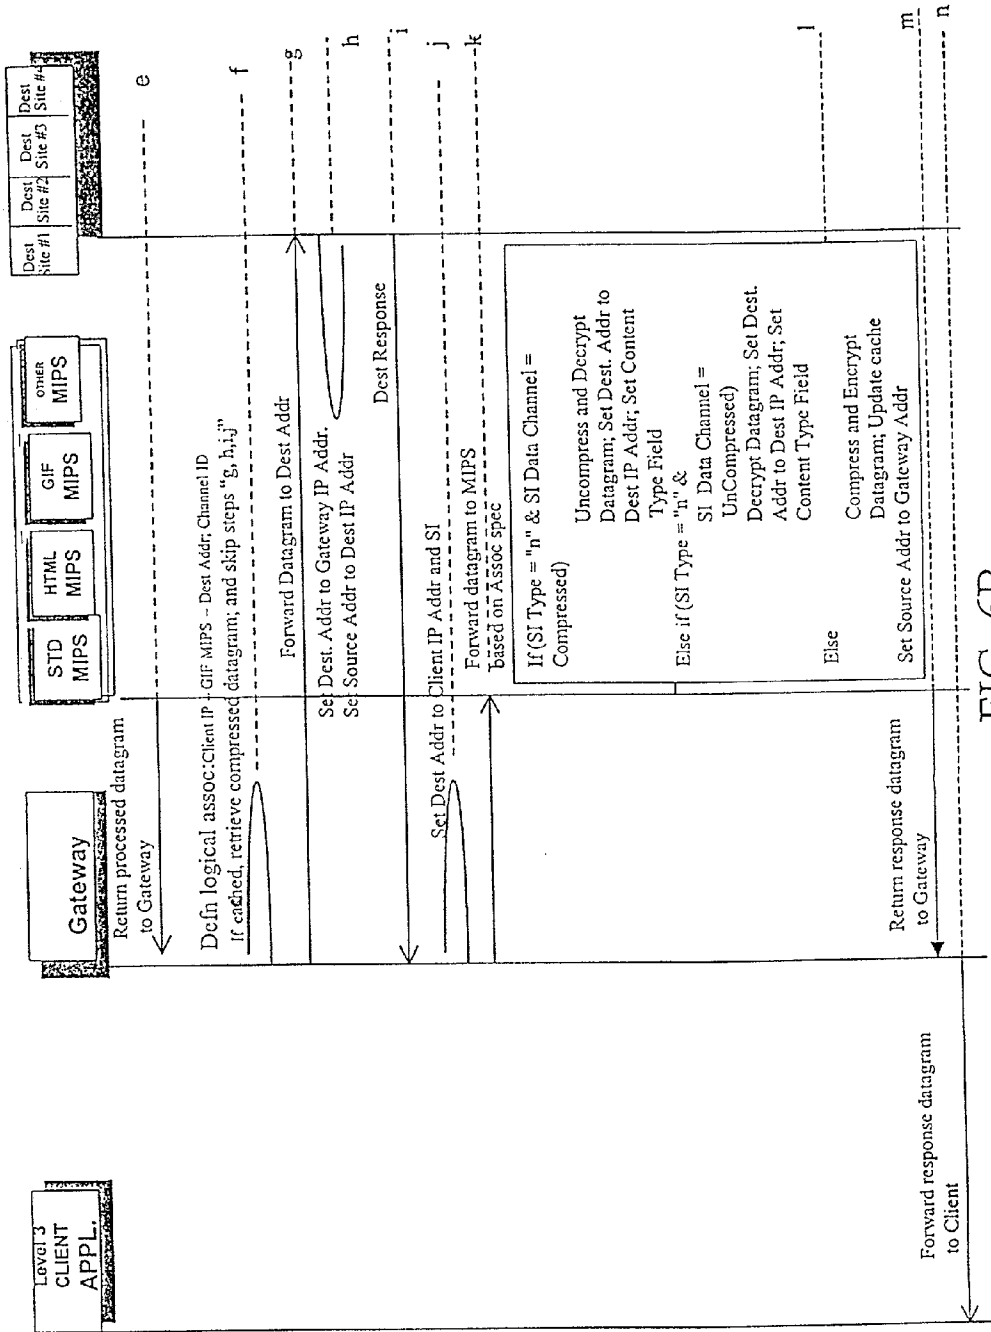 Level 3
CLIENT
APPL.
Gateway
STD
MIPS
HTML
MIPS
GIF
MIPS
OTHER
MIPS
Dest
Site #1
Dest
Site #2
Dest
Site #3
Dest
Site #4
Return processed datagram
to Gateway
e
Defn logical assoc:Client IP - GIF MIPS - Dest Addr, Channel ID
If cached, retrieve compressed datagram; and skip steps "g, h,i,j"
f
Forward Datagram to Dest Addr
g
Set Dest. Addr to Gateway IP Addr.
Set Source Addr to Dest IP Addr
h
Dest Response
i
Set Dest Addr to Client IP Addr and SI
j
Forward datagram to MIPS
based on Assoc spec
k
If (SI Type = "n" & SI Data Channel =
Compressed)
Uncompress and Decrypt
Datagram; Set Dest. Addr to
Dest IP Addr; Set Content
Type Field
Else if (SI Type = "n" &
SI Data Channel =
UnCompressed)
Decrypt Datagram; Set Dest.
Addr to Dest IP Addr; Set
Content Type Field
Else
Compress and Encrypt
Datagram; Update cache
Set Source Addr to Gateway Addr
l
Return response datagram
to Gateway
m
Forward response datagram
to Client
n